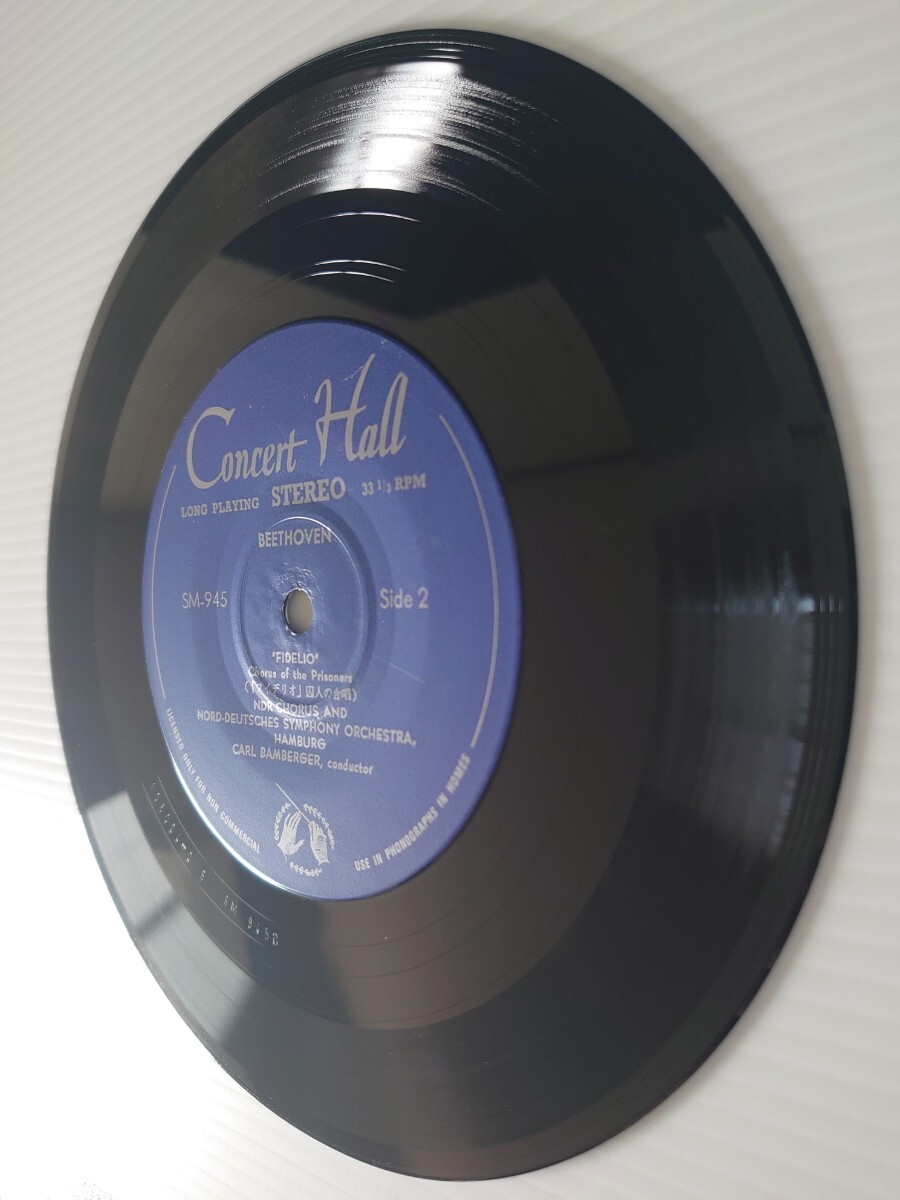 Concert Hall
LONG PLAYING STEREO 33 1/3 RPM
BEETHOVEN
SM-945 Side 2
"FIDELIO"
Chorus of the Prisoners
(「フィデリオ」囚人の合唱)
NDR CHORUS AND
NORD-DEUTSCHES SYMPHONY ORCHESTRA,
HAMBURG
CARL BAMBERGER, conductor
LICENSED ONLY FOR NON COMMERCIAL
USE IN PHONOGRAPHS IN HOMES
SM 945B